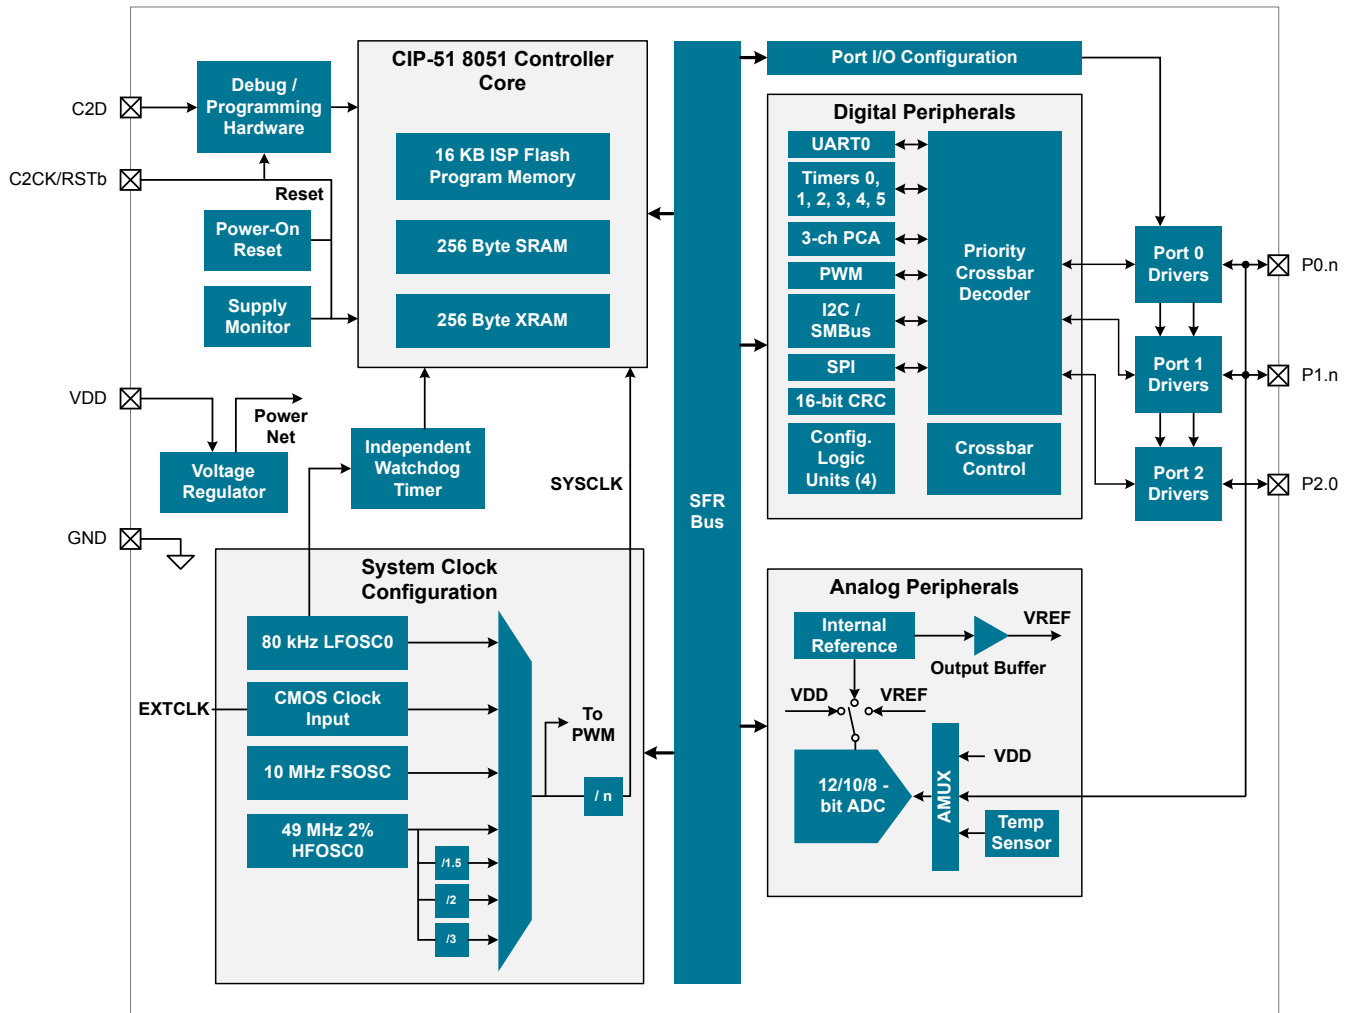 CIP-51 8051 Controller
Core
16 KB ISP Flash
Program Memory
256 Byte SRAM
256 Byte XRAM
C2D
Debug /
Programming
Hardware
C2CK/RSTb
Reset
Power-On
Reset
Supply
Monitor
VDD
Power
Net
Voltage
Regulator
GND
Independent
Watchdog
Timer
SYSCLK
System Clock
Configuration
80 kHz LFOSC0
EXTCLK
CMOS Clock
Input
10 MHz FSOSC
49 MHz 2%
HFOSC0
/1.5
/2
/3
To
PWM
/ n
SFR
Bus
Port I/O Configuration
Digital Peripherals
UART0
Timers 0,
1, 2, 3, 4, 5
3-ch PCA
PWM
I2C /
SMBus
SPI
16-bit CRC
Config.
Logic
Units (4)
Priority
Crossbar
Decoder
Crossbar
Control
Port 0
Drivers
Port 1
Drivers
Port 2
Drivers
P0.n
P1.n
P2.0
Analog Peripherals
Internal
Reference
VREF
Output Buffer
VDD
VREF
12/10/8 -
bit ADC
AMUX
VDD
Temp
Sensor